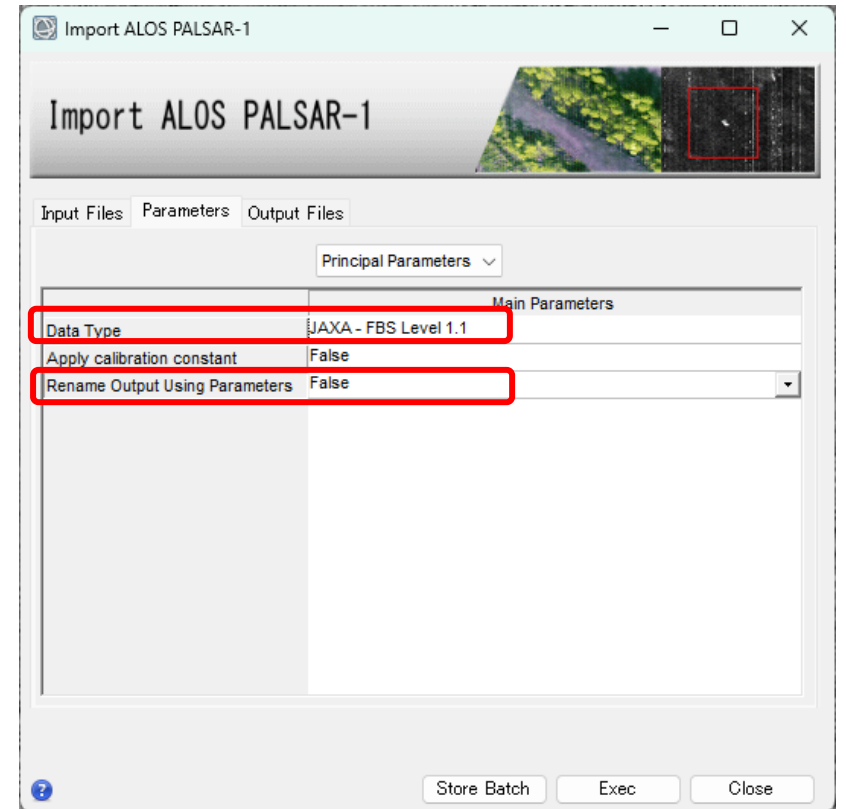 Import ALOS PALSAR-1
Import ALOS PALSAR-1
Input Files Parameters Output Files
Principal Parameters
Main Parameters
Data Type JAXA - FBS Level 1.1
Apply calibration constant False
Rename Output Using Parameters False
? Store Batch Exec Close